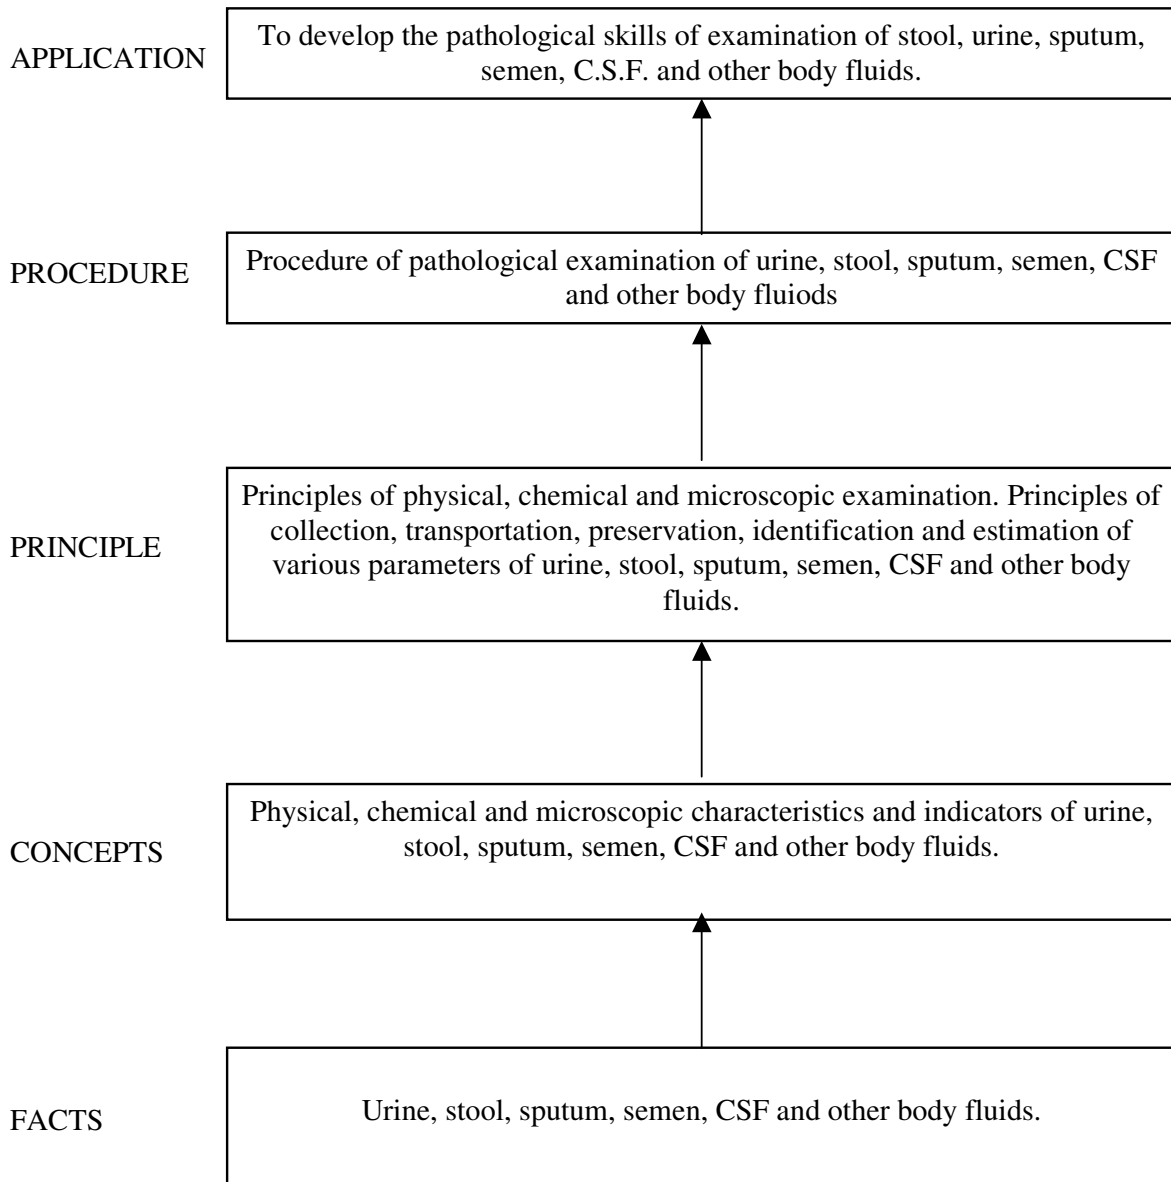 APPLICATION
To develop the pathological skills of examination of stool, urine, sputum,
semen, C.S.F. and other body fluids.
PROCEDURE
Procedure of pathological examination of urine, stool, sputum, semen, CSF
and other body fluiods
PRINCIPLE
Principles of physical, chemical and microscopic examination. Principles of
collection, transportation, preservation, identification and estimation of
various parameters of urine, stool, sputum, semen, CSF and other body
fluids.
CONCEPTS
Physical, chemical and microscopic characteristics and indicators of urine,
stool, sputum, semen, CSF and other body fluids.
FACTS
Urine, stool, sputum, semen, CSF and other body fluids.